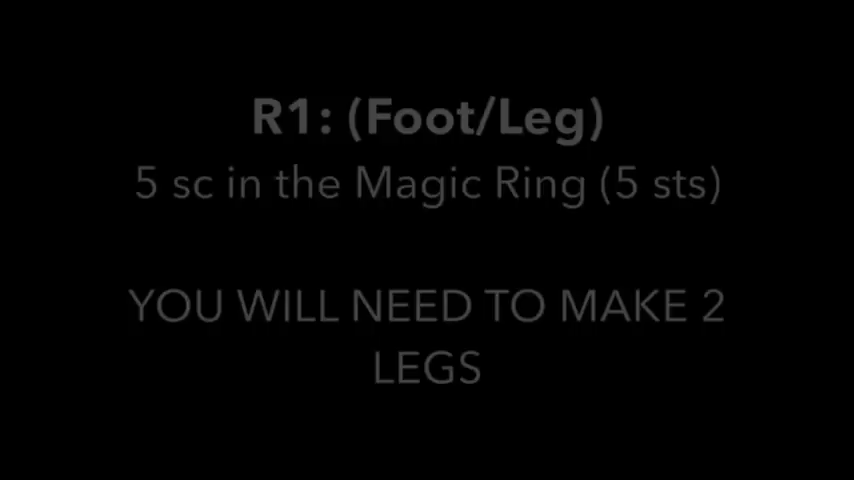 R1: (Foot/Leg)
5 sc in the Magic Ring (5 sts)
YOU WILL NEED TO MAKE 2
LEGS